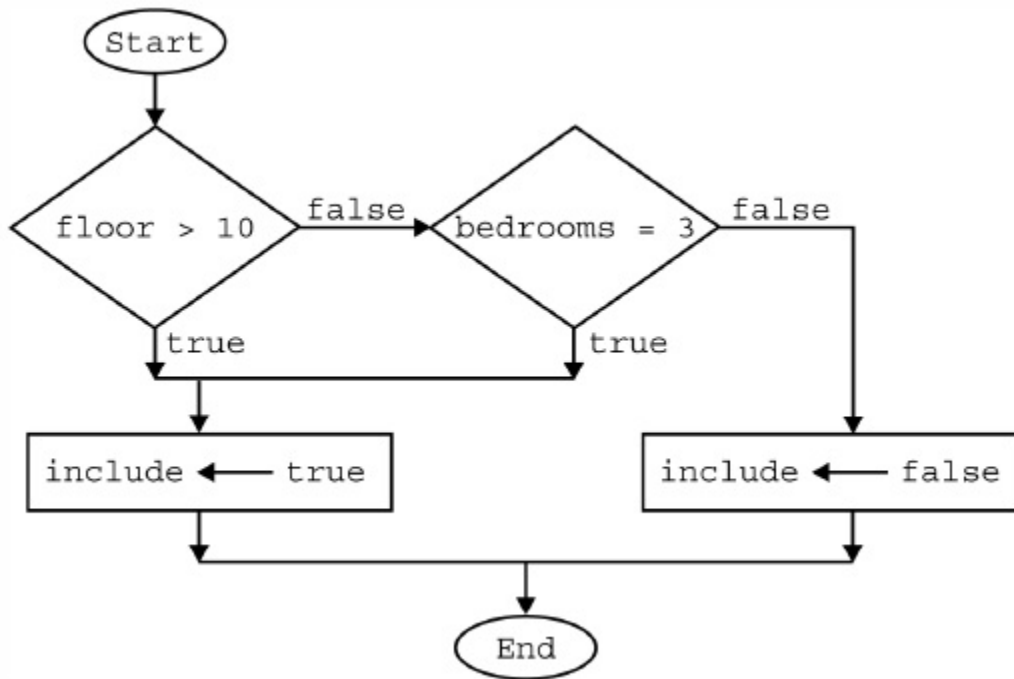 Start
floor > 10
false
bedrooms = 3
false
true
true
include ← true
include ← false
End